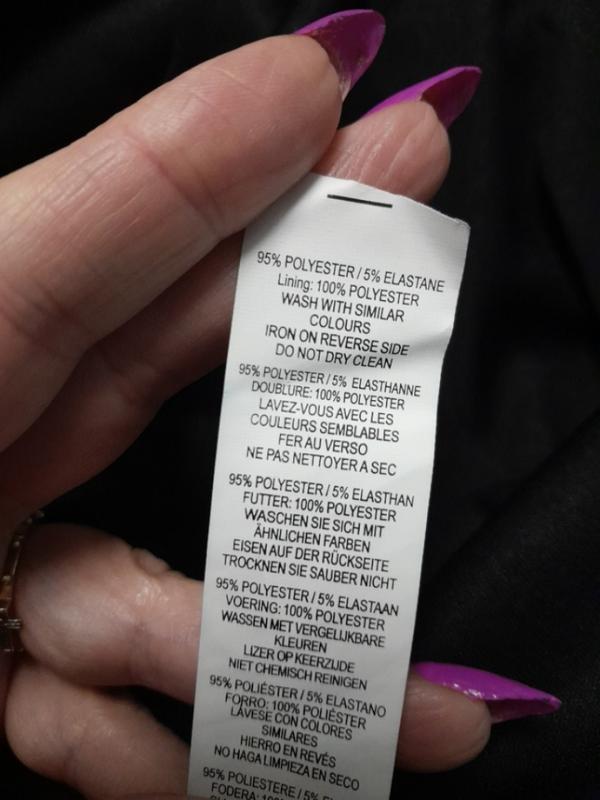 95% POLYESTER / 5% ELASTANE
Lining: 100% POLYESTER
WASH WITH SIMILAR
COLOURS
IRON ON REVERSE SIDE
DO NOT DRY CLEAN
95% POLYESTER / 5% ELASTHANNE
DOUBLURE: 100% POLYESTER
LAVEZ-VOUS AVEC LES
COULEURS SEMBLABLES
FER AU VERSO
NE PAS NETTOYER A SEC
95% POLYESTER / 5% ELASTHAN
FUTTER: 100% POLYESTER
WASCHEN SIE SICH MIT
ÄHNLICHEN FARBEN
EISEN AUF DER RÜCKSEITE
TROCKNEN SIE SAUBER NICHT
95% POLYESTER / 5% ELASTAAN
VOERING: 100% POLYESTER
WASSEN MET VERGELIJKBARE
KLEUREN
IJZER OP KEERZIJDE
NIET CHEMISCH REINIGEN
95% POLIÉSTER / 5% ELASTANO
FORRO: 100% POLIÉSTER
LÁVESE CON COLORES
SIMILARES
HIERRO EN REVÉS
NO HAGA LIMPIEZA EN SECO
95% POLIESTERE / 5%
FODERA: